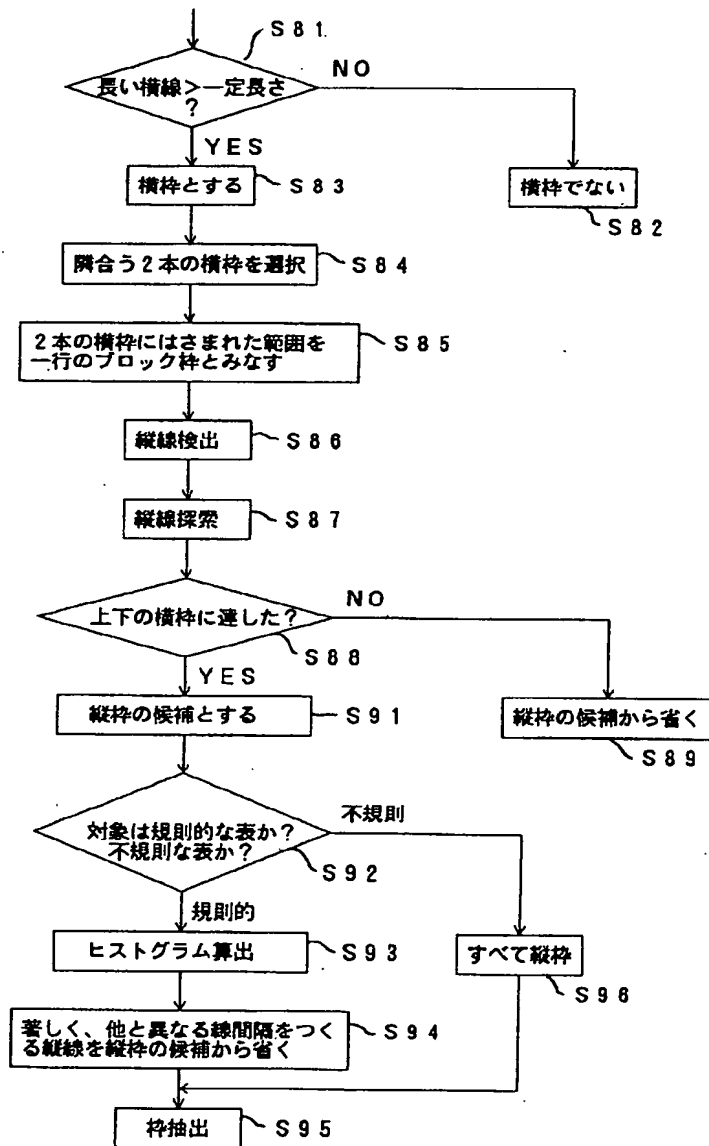 S81
長い横線>一定長さ
?
NO
YES
横枠とする
S83
横枠でない
S82
隣合う2本の横枠を選択
S84
2本の横枠にはさまれた範囲を
一行のブロック枠とみなす
S85
縦線検出
S86
縦線探索
S87
上下の横枠に達した?
NO
S88
YES
縦枠の候補とする
S91
縦枠の候補から省く
S89
対象は規則的な表か?
不規則な表か?
不規則
S92
規則的
ヒストグラム算出
S93
すべて縦枠
S96
著しく、他と異なる線間隔をつく
る縦線を縦枠の候補から省く
S94
枠抽出
S95